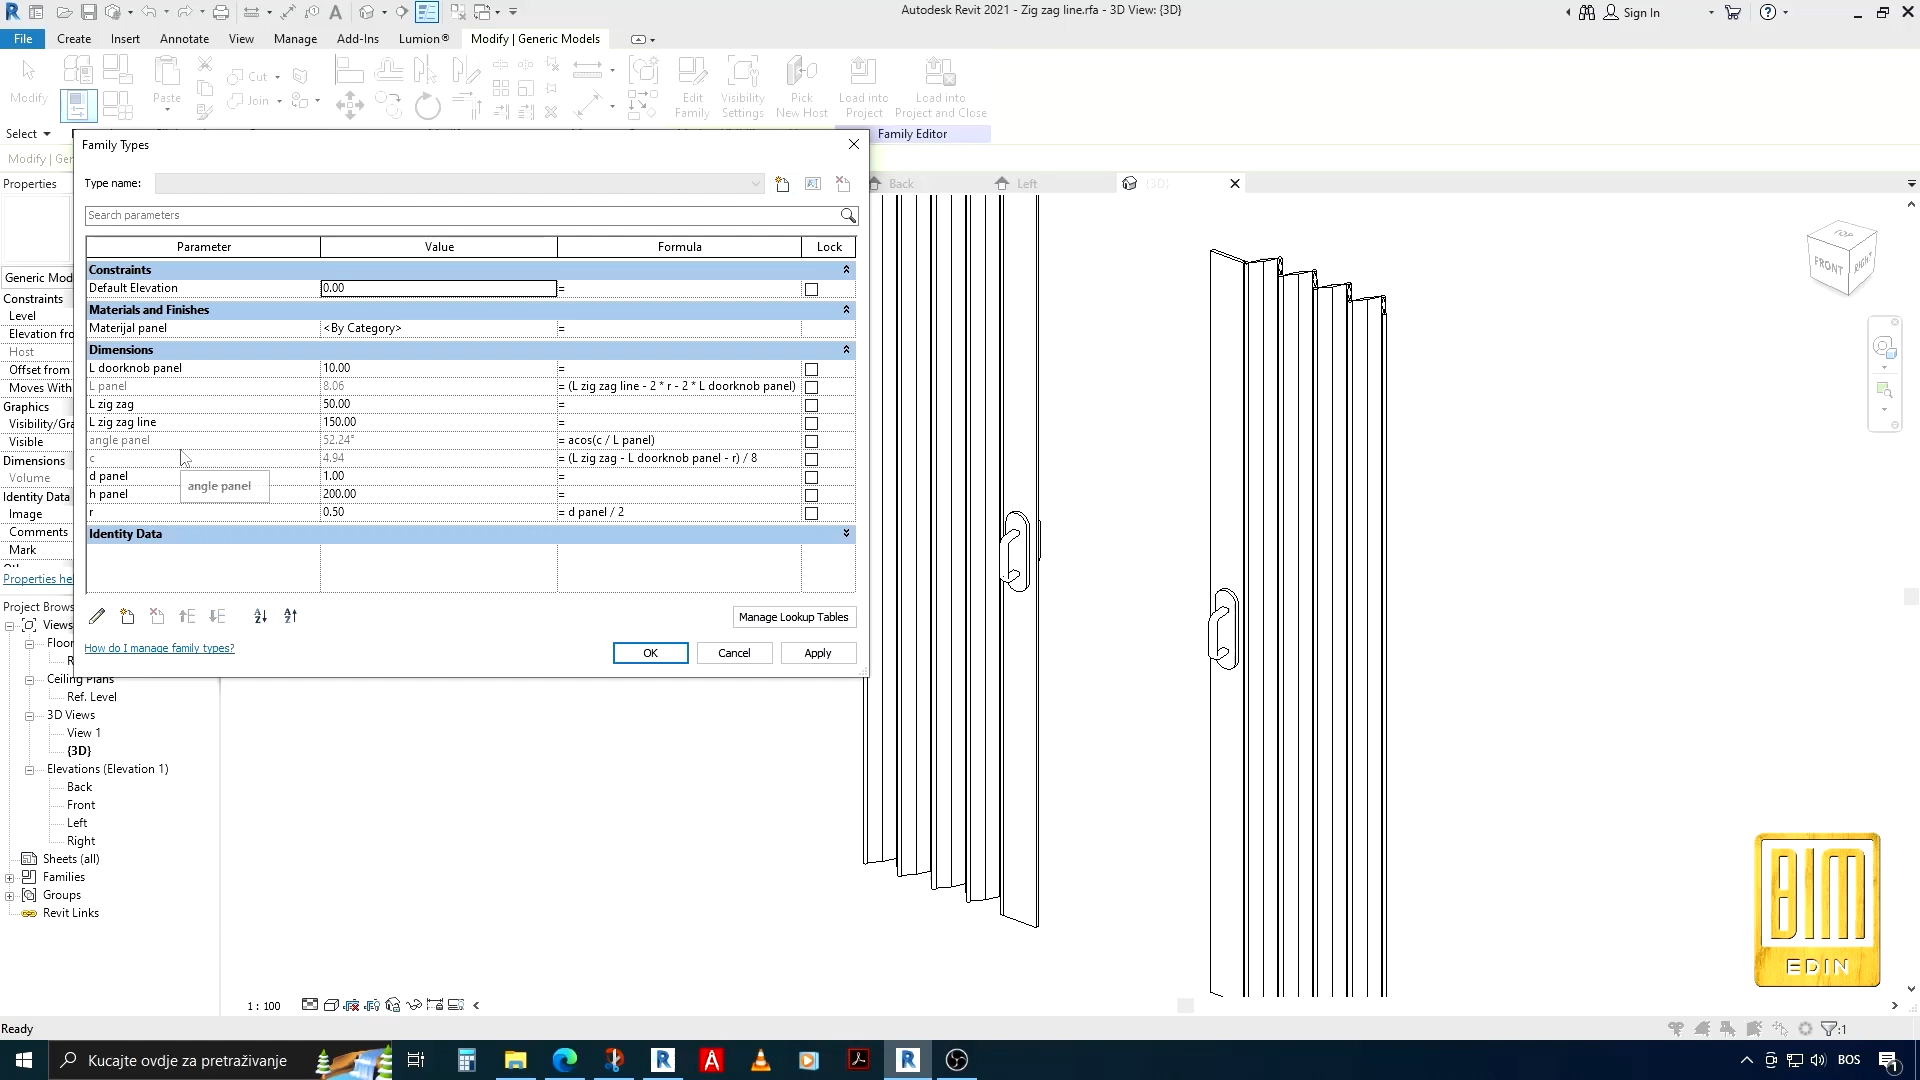 Autodesk Revit 2021 - Zig zag line.rfa - 3D View: {3D}
Sign In
File Create Insert Annotate View Manage Add-Ins Lumion® Modify | Generic Models
Cut
Join
Modify
Paste
Edit Family
Visibility Settings
Pick New Host
Load into Project
Load into Project and Close
Select
Family Editor
Modify | Ger
Properties
Family Types
Back
Left
{3D}
Type name:
Search parameters
Parameter Value Formula Lock
Constraints
Default Elevation 0.00 =
Materials and Finishes
Materijal panel <By Category> =
Dimensions
L doorknob panel 10.00 =
L panel 8.06 = (L zig zag line - 2 * r - 2 * L doorknob panel)
L zig zag 50.00 =
L zig zag line 150.00 =
angle panel 52.24° = acos(c / L panel)
c 4.94 = (L zig zag - L doorknob panel - r) / 8
d panel 1.00 =
h panel 200.00 =
r 0.50 = d panel / 2
Identity Data
angle panel
Manage Lookup Tables
How do I manage family types?
OK Cancel Apply
Generic Mod
Constraints
Level
Elevation fro
Host
Offset from
Moves With
Graphics
Visibility/Gra
Visible
Dimensions
Volume
Identity Data
Image
Comments
Mark
Properties he
Project Brows
Views
Floor
R
Ceiling Plans
Ref. Level
3D Views
View 1
{3D}
Elevations (Elevation 1)
Back
Front
Left
Right
Sheets (all)
Families
Groups
Revit Links
TOP
FRONT
RIGHT
BIM
EDIN
1 : 100
Ready
:1
Kucajte ovdje za pretraživanje
BOS
1